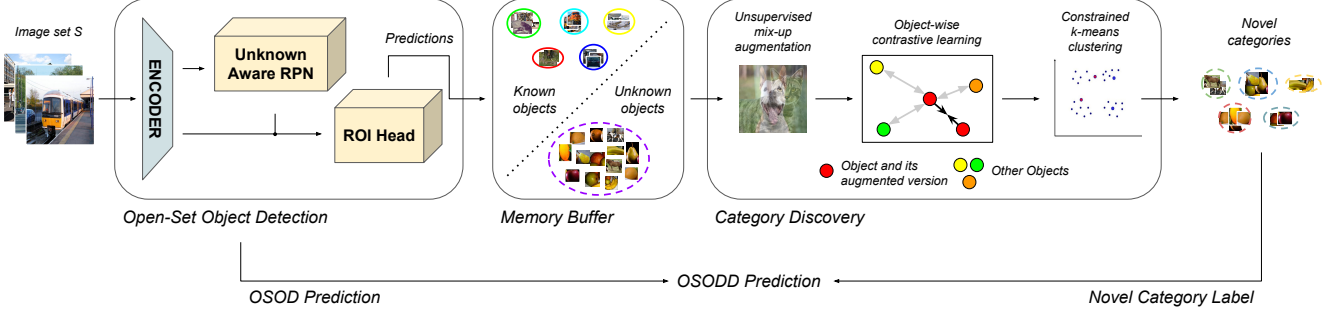 Image set S
ENCODER
Unknown
Aware RPN
Predictions
ROI Head
Open-Set Object Detection
Known
objects
Unknown
objects
Memory Buffer
Unsupervised
mix-up
augmentation
Object-wise
contrastive learning
Constrained
k-means
clustering
Object and its
augmented version
Other Objects
Category Discovery
Novel
categories
OSOD Prediction
OSODD Prediction
Novel Category Label